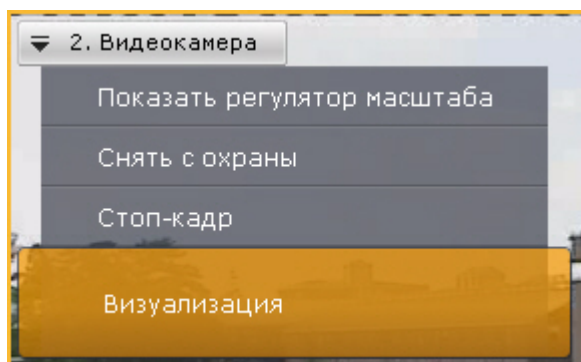 2. Видеокамера
Показать регулятор масштаба
Снять с охраны
Стоп-кадр
Визуализация